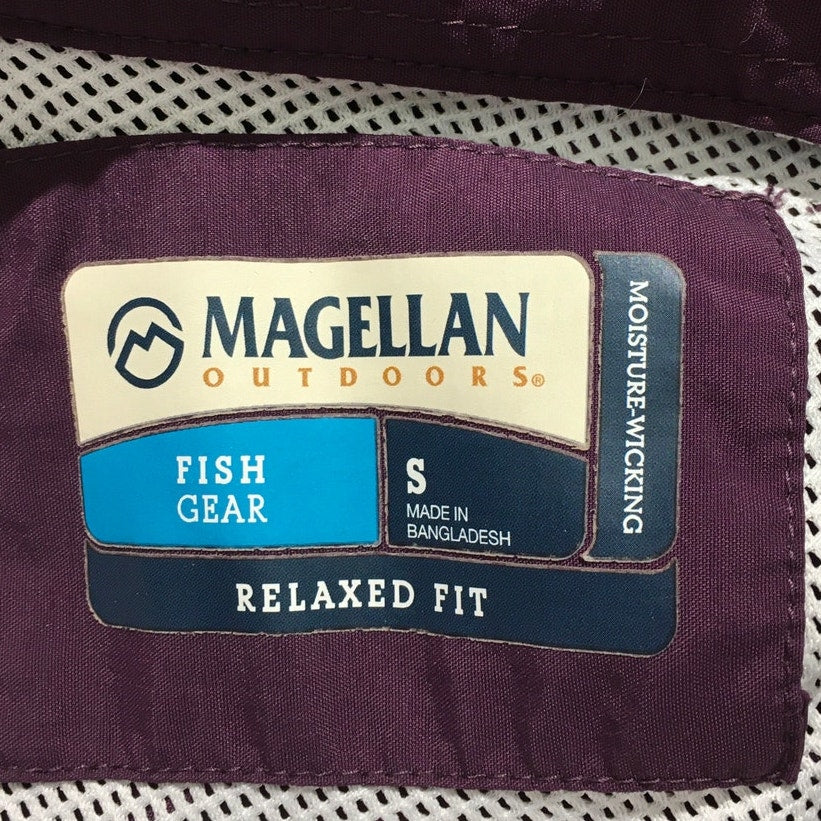 MAGELLAN
OUTDOORS®
FISH
GEAR
S
MADE IN
BANGLADESH
MOISTURE-WICKING
RELAXED FIT